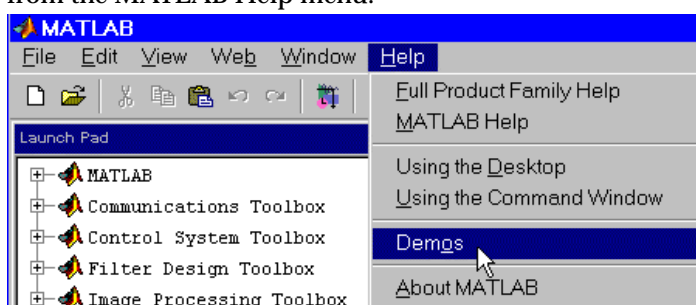 from the MATLAB Help menu.
MATLAB
File Edit View Web Window Help
Full Product Family Help
MATLAB Help
Launch Pad
Using the Desktop
MATLAB
Using the Command Window
Communications Toolbox
Control System Toolbox
Demos
Filter Design Toolbox
About MATLAB
Image Processing Toolbox